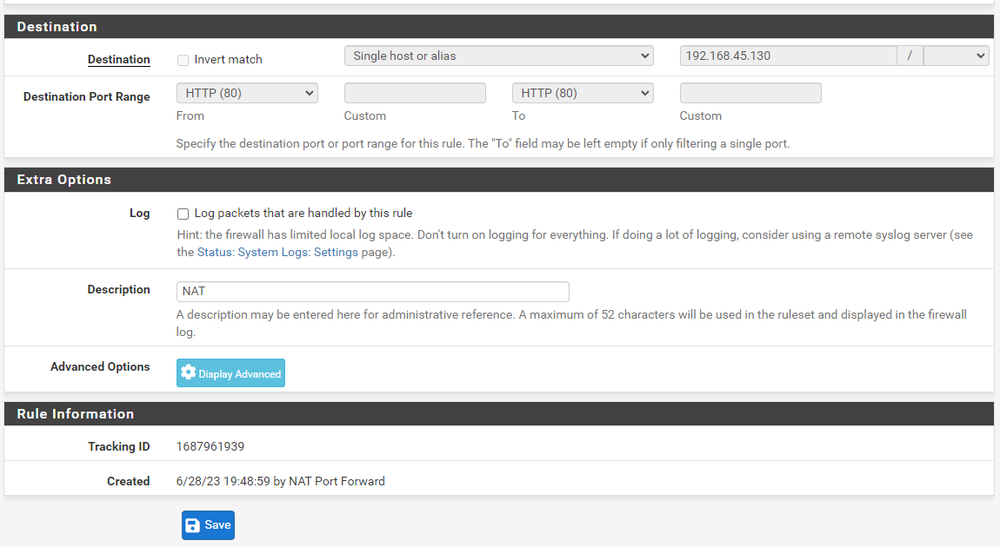 Destination
Destination Invert match Single host or alias 192.168.45.130 /
Destination Port Range HTTP (80) HTTP (80)
From Custom To Custom
Specify the destination port or port range for this rule. The "To" field may be left empty if only filtering a single port.
Extra Options
Log Log packets that are handled by this rule
Hint: the firewall has limited local log space. Don't turn on logging for everything. If doing a lot of logging, consider using a remote syslog server (see
the Status: System Logs: Settings page).
Description NAT
A description may be entered here for administrative reference. A maximum of 52 characters will be used in the ruleset and displayed in the firewall
log.
Advanced Options Display Advanced
Rule Information
Tracking ID 1687961939
Created 6/28/23 19:48:59 by NAT Port Forward
Save